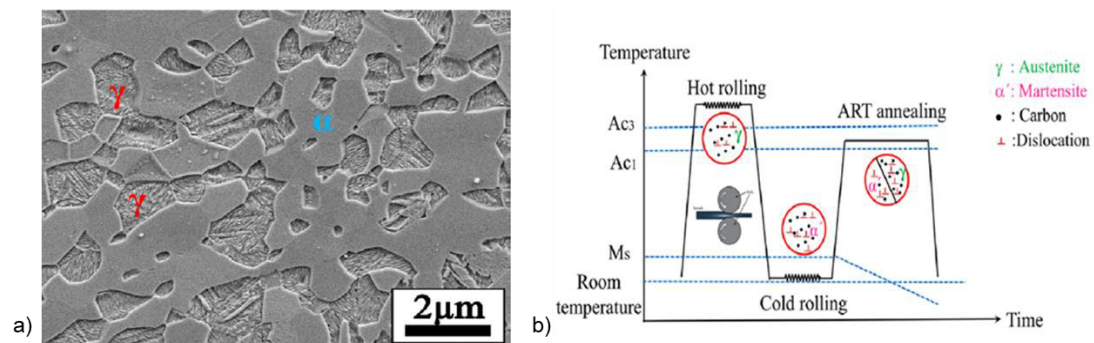 γ
α
γ
2μm
a)
Temperature
Hot rolling
ART annealing
γ : Austenite
α´ : Martensite
• : Carbon
⊥ :Dislocation
Ac3
Ac1
γ
α´
γ
α´
Ms
Room
temperature
Cold rolling
Time
b)